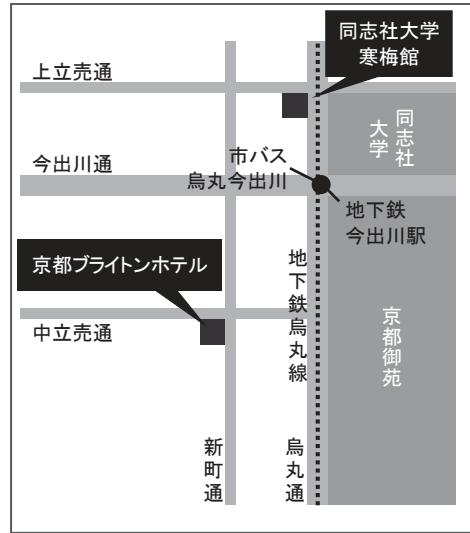 同志社大学
寒梅館
上立売通
同志社
大学
今出川通
市バス
烏丸今出川
地下鉄
今出川駅
京都ブライトンホテル
地下鉄烏丸線
中立売通
京都御苑
新町通
烏丸通